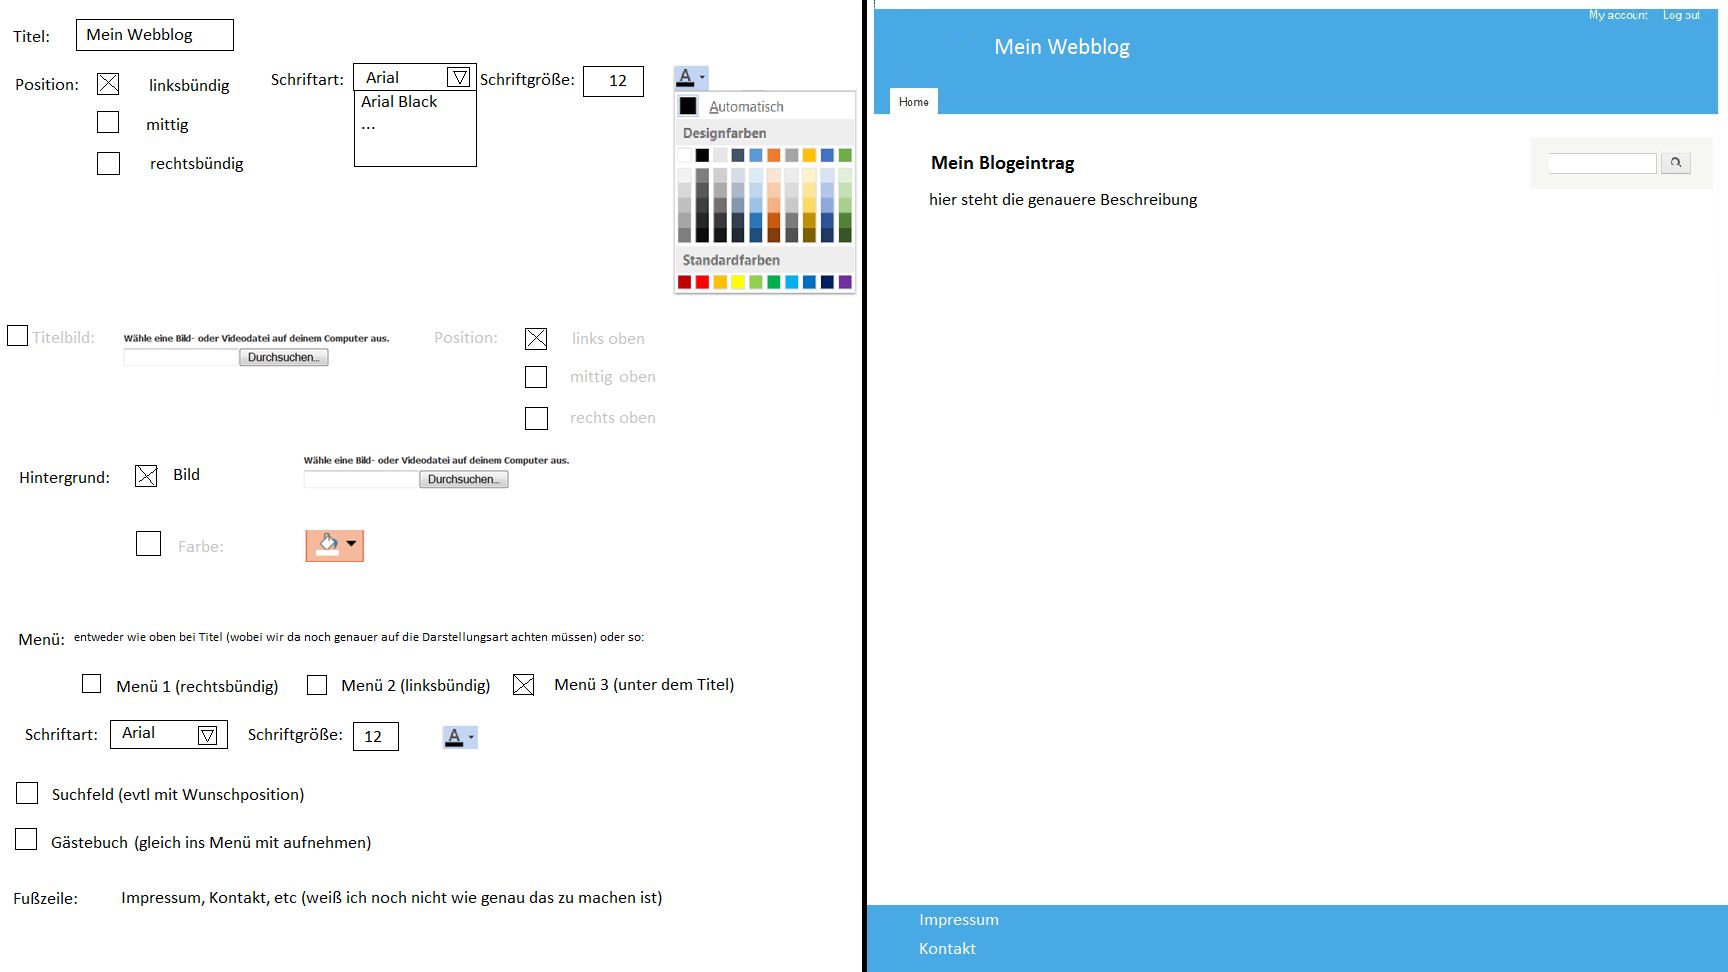 Titel: Mein Webblog
Position: linksbündig
mittig
rechtsbündig
Schriftart: Arial
Arial Black
...
Schriftgröße: 12
A
Automatisch
Designfarben
Standardfarben
Titelbild: Wähle eine Bild- oder Videodatei auf deinem Computer aus.
Durchsuchen...
Position: links oben
mittig oben
rechts oben
Hintergrund: Bild
Wähle eine Bild- oder Videodatei auf deinem Computer aus.
Durchsuchen...
Farbe:
Menü: entweder wie oben bei Titel (wobei wir da noch genauer auf die Darstellungsart achten müssen) oder so:
Menü 1 (rechtsbündig) Menü 2 (linksbündig) Menü 3 (unter dem Titel)
Schriftart: Arial Schriftgröße: 12 A
Suchfeld (evtl mit Wunschposition)
Gästebuch (gleich ins Menü mit aufnehmen)
Fußzeile: Impressum, Kontakt, etc (weiß ich noch nicht wie genau das zu machen ist)
My account Log out
Mein Webblog
Home
Mein Blogeintrag
hier steht die genauere Beschreibung
Impressum
Kontakt